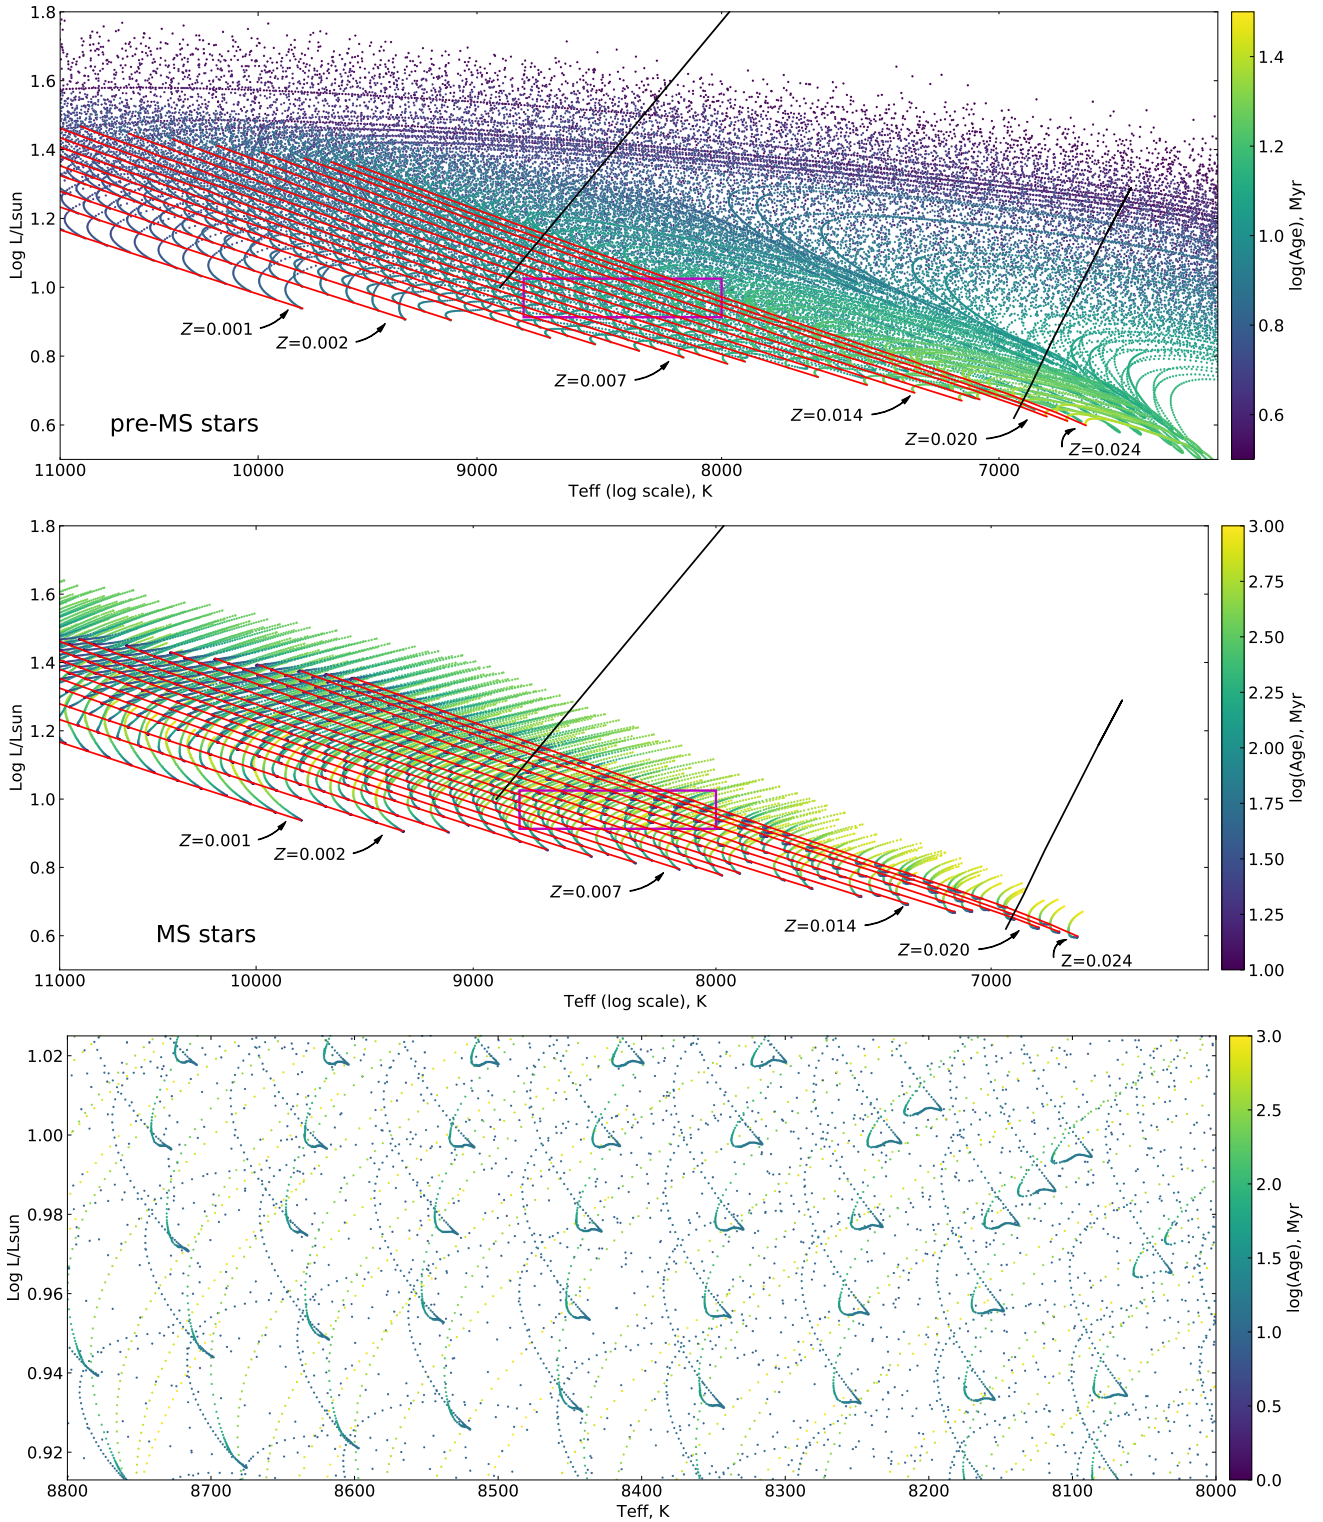 1.8
1.6
1.4
1.2
1.0
0.8
0.6
Log L/Lsun
Z=0.001
Z=0.002
Z=0.007
Z=0.014
Z=0.020
Z=0.024
pre-MS stars
11000 10000 9000 8000 7000
Teff (log scale), K
1.4
1.2
1.0
0.8
0.6
log(Age), Myr
1.8
1.6
1.4
1.2
1.0
0.8
0.6
Log L/Lsun
Z=0.001
Z=0.002
Z=0.007
Z=0.014
Z=0.020
Z=0.024
MS stars
11000 10000 9000 8000 7000
Teff (log scale), K
3.00
2.75
2.50
2.25
2.00
1.75
1.50
1.25
1.00
log(Age), Myr
1.02
1.00
0.98
0.96
0.94
0.92
Log L/Lsun
8800 8700 8600 8500 8400 8300 8200 8100 8000
Teff, K
3.0
2.5
2.0
1.5
1.0
0.5
0.0
log(Age), Myr